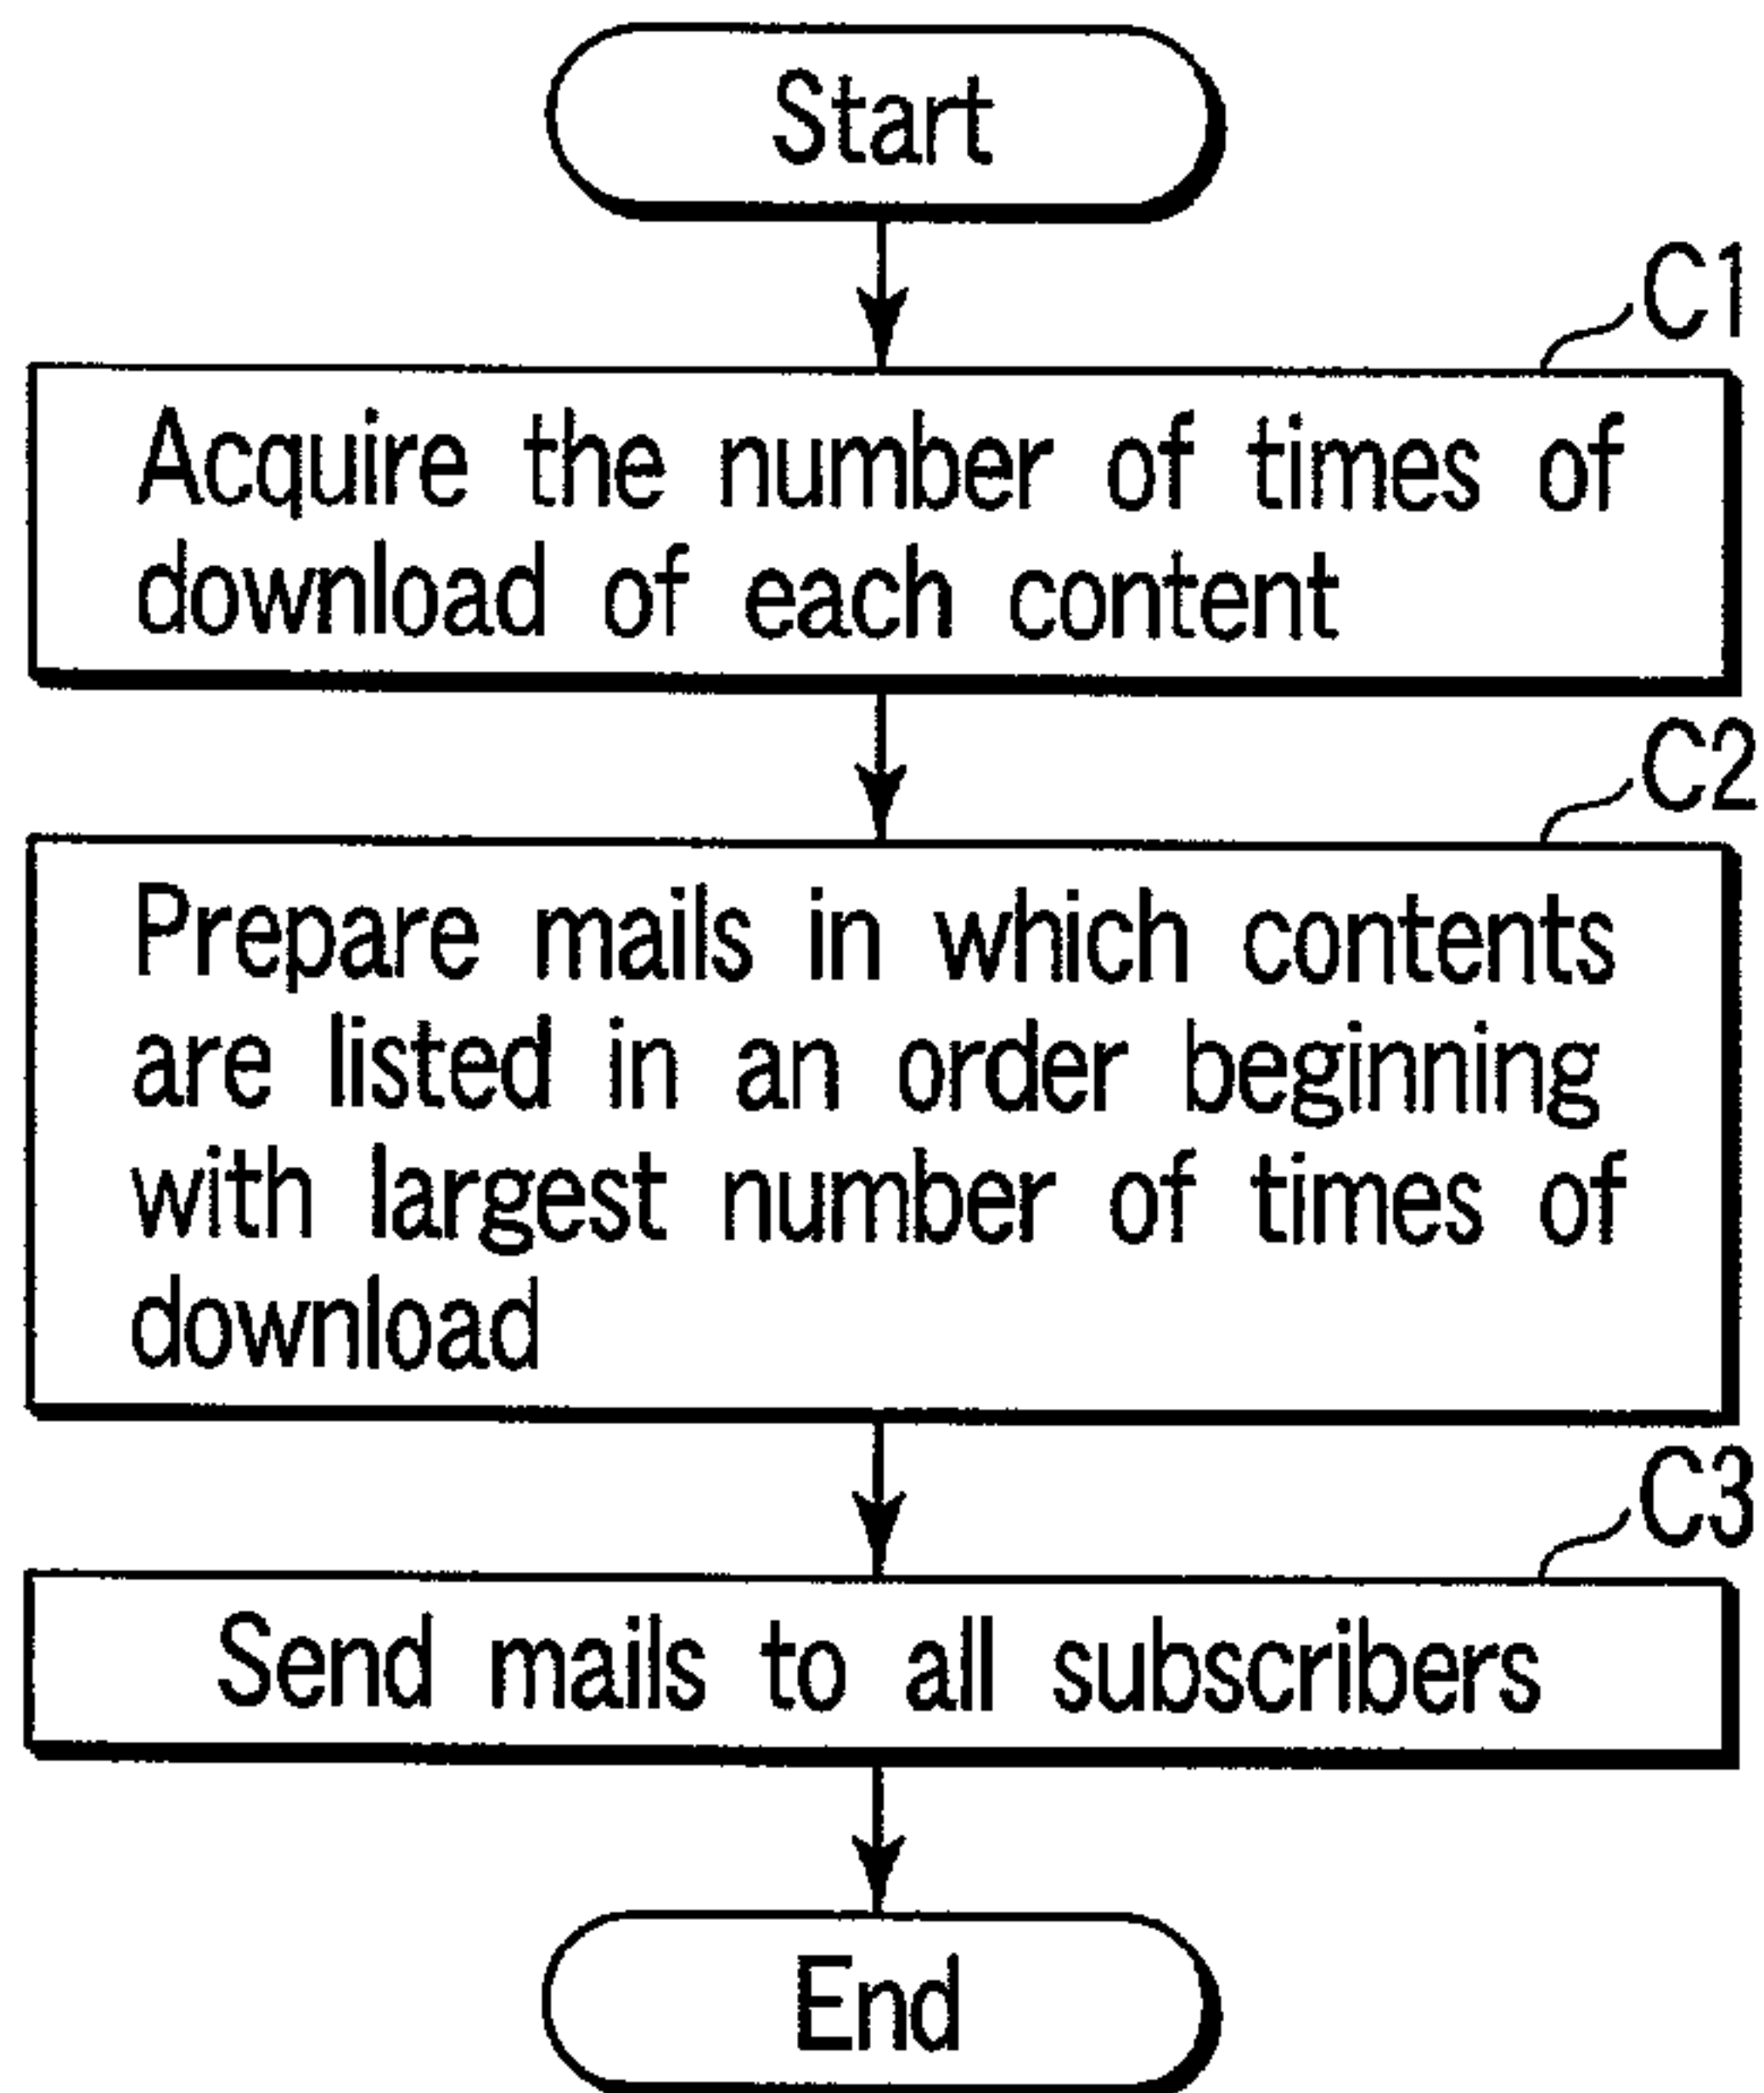 Start
C1
Acquire the number of times of
download of each content
C2
Prepare mails in which contents
are listed in an order beginning
with largest number of times of
download
C3
Send mails to all subscribers
End